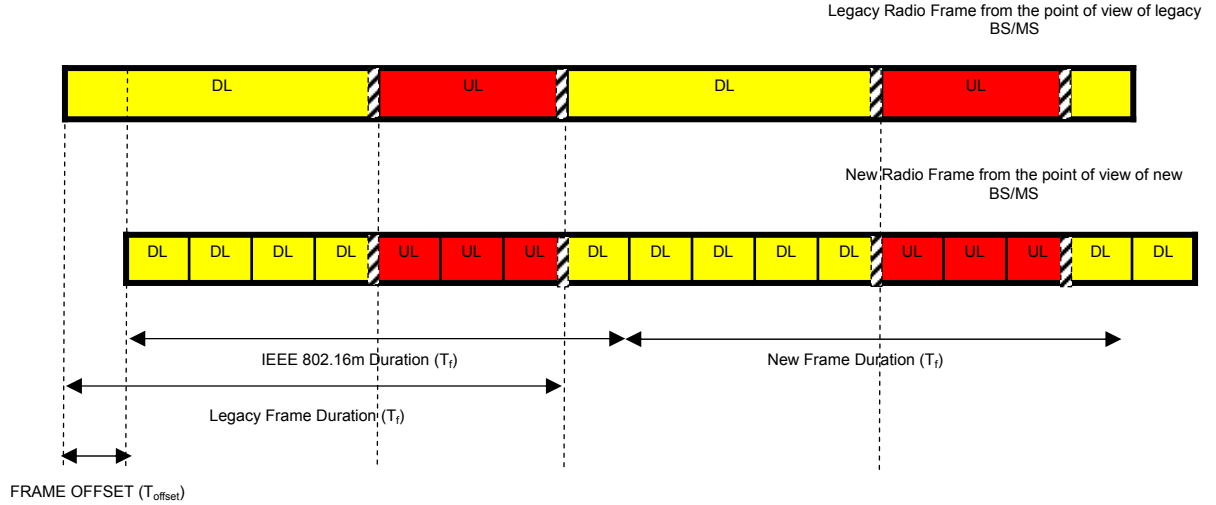 Legacy Radio Frame from the point of view of legacy
BS/MS
DL UL DL UL
New Radio Frame from the point of view of new
BS/MS
DL DL DL DL UL UL UL DL DL DL DL DL UL UL UL DL DL
IEEE 802.16m Duration (Tf)
New Frame Duration (Tf)
Legacy Frame Duration (Tf)
FRAME OFFSET (Toffset)